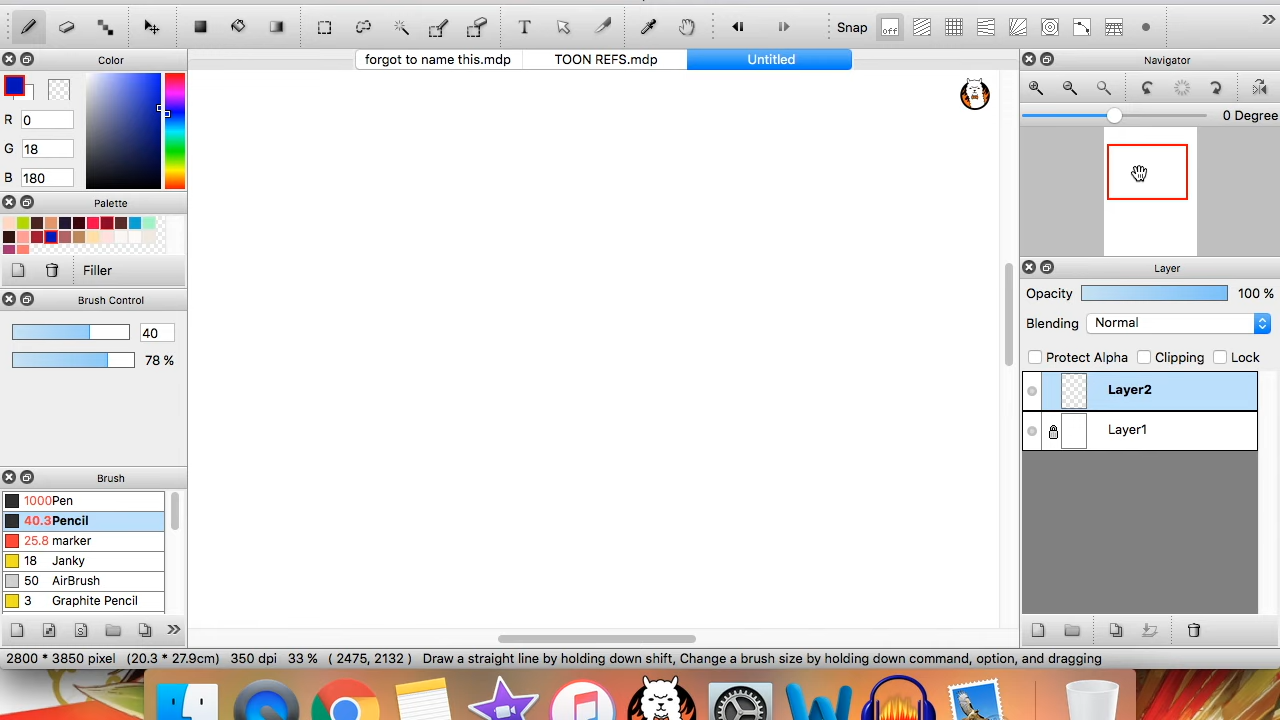 T Snap off »
forgot to name this.mdp TOON REFS.mdp Untitled
Color
R 0
G 18
B 180
Palette
Filler
Brush Control
40
78 %
Brush
1000Pen
40.3Pencil
25.8 marker
18 Janky
50 AirBrush
3 Graphite Pencil
»
Navigator
0 Degree
Layer
Opacity 100 %
Blending Normal
Protect Alpha Clipping Lock
Layer2
Layer1
2800 * 3850 pixel (20.3 * 27.9cm) 350 dpi 33 % ( 2475, 2132 ) Draw a straight line by holding down shift, Change a brush size by holding down command, option, and dragging